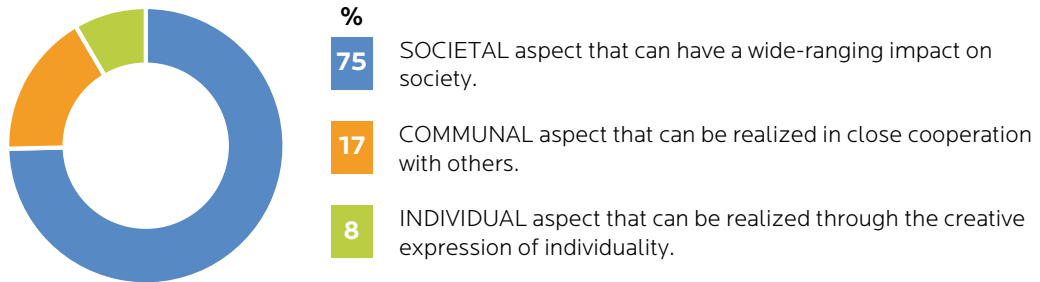 %
75 SOCIETAL aspect that can have a wide-ranging impact on
society.
17 COMMUNAL aspect that can be realized in close cooperation
with others.
8 INDIVIDUAL aspect that can be realized through the creative
expression of individuality.